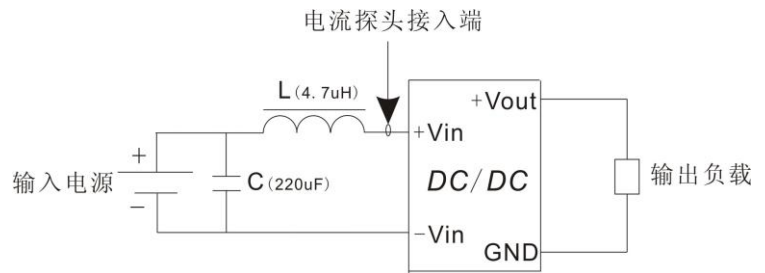 电流探头接入端
L(4.7uH)
+Vout
+Vin
+
输入电源
C(220uF)
DC/DC
输出负载
−
−Vin
GND